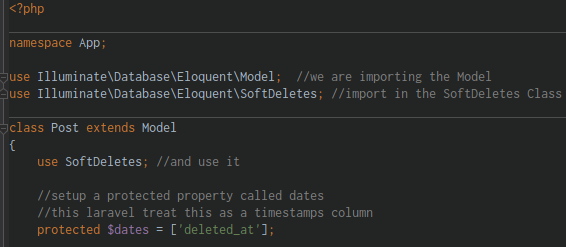 <?php
namespace App;
use Illuminate\Database\Eloquent\Model;  //we are importing the Model
use Illuminate\Database\Eloquent\SoftDeletes; //import in the SoftDeletes Class
class Post extends Model
{
use SoftDeletes; //and use it
//setup a protected property called dates
//this laravel treat this as a timestamps column
protected $dates = ['deleted_at'];